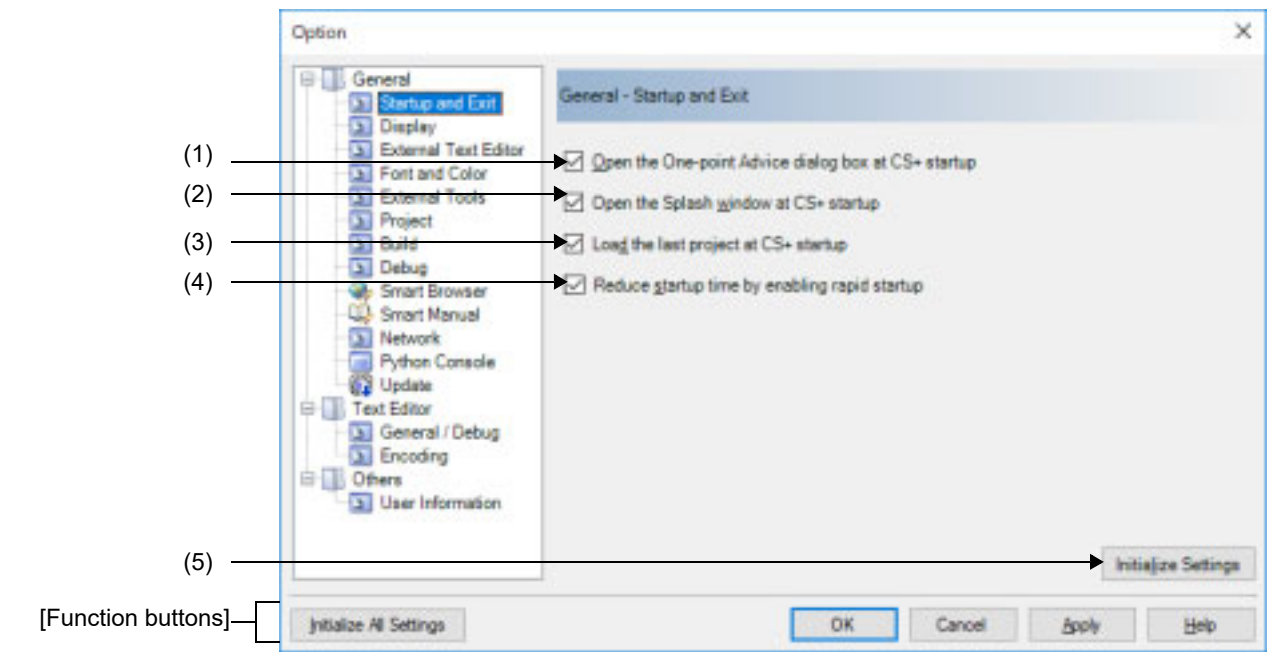 Option
General
Startup and Exit
Display
External Text Editor
Font and Color
External Tools
Project
Build
Debug
Smart Browser
Smart Manual
Network
Python Console
Update
Text Editor
General / Debug
Encoding
Others
User Information
General - Startup and Exit
(1)
Open the One-point Advice dialog box at CS+ startup
(2)
Open the Splash window at CS+ startup
(3)
Load the last project at CS+ startup
(4)
Reduce startup time by enabling rapid startup
(5)
Initialize Settings
[Function buttons]
Initialize All Settings
OK
Cancel
Apply
Help